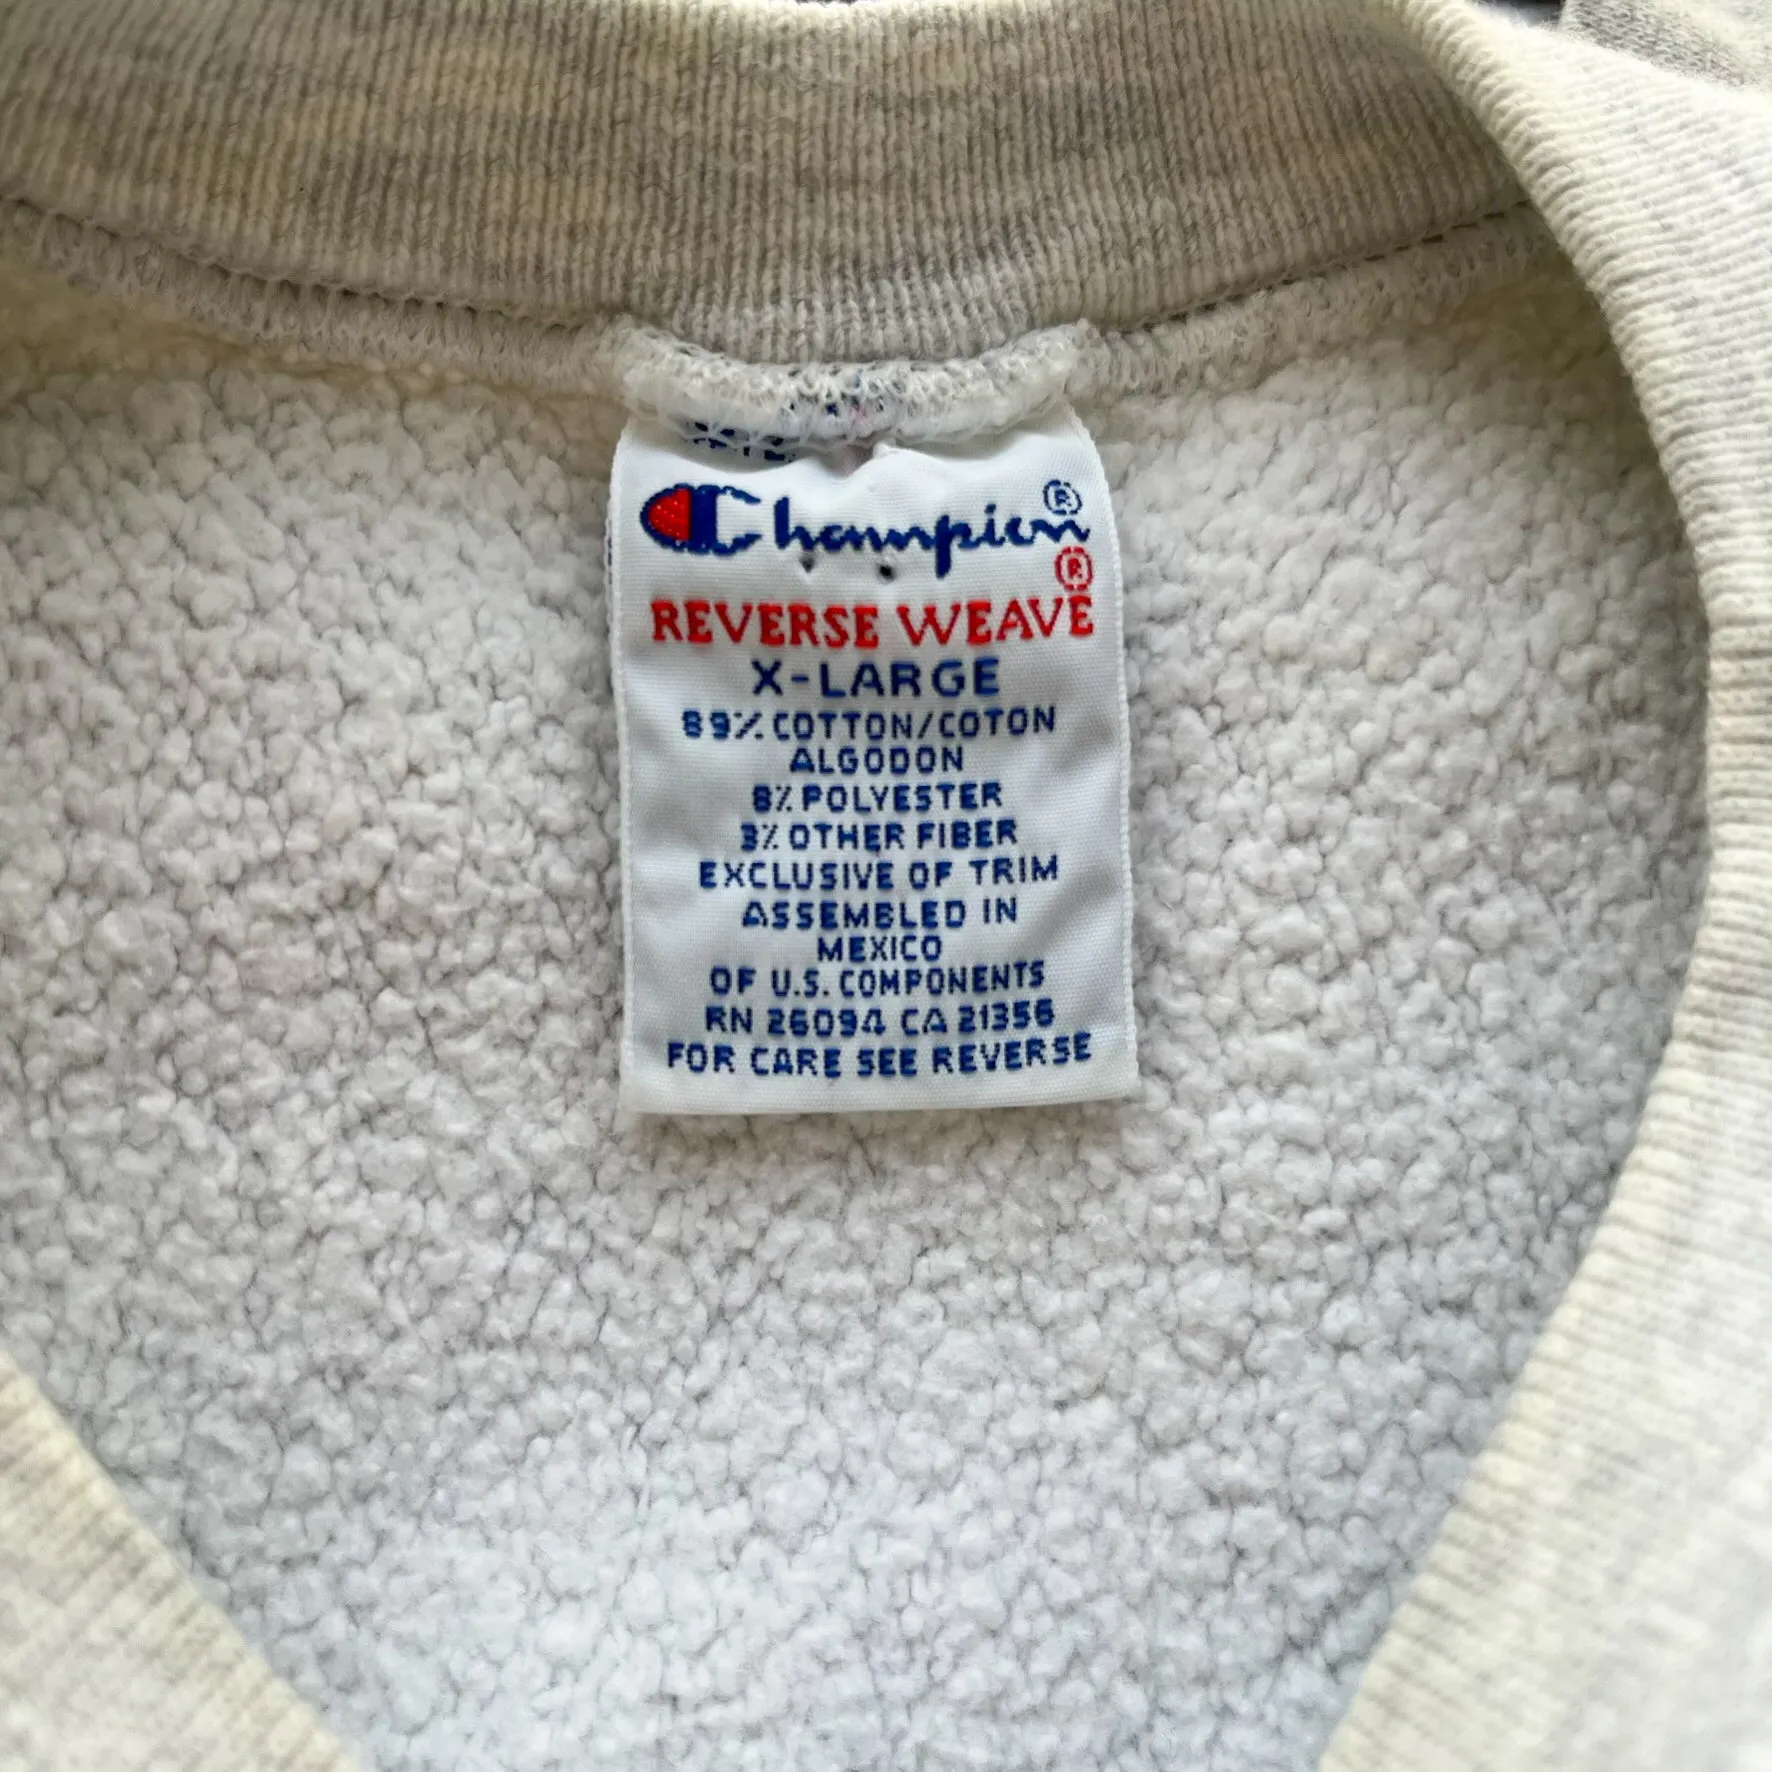 Champion®
REVERSE WEAVE®
X-LARGE
89% COTTON/COTON
ALGODON
8% POLYESTER
3% OTHER FIBER
EXCLUSIVE OF TRIM
ASSEMBLED IN
MEXICO
OF U.S. COMPONENTS
RN 26094 CA 21356
FOR CARE SEE REVERSE